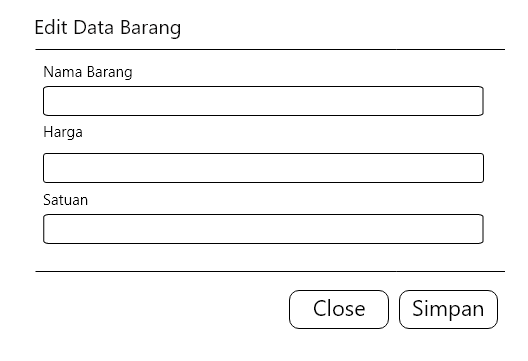 Edit Data Barang
Nama Barang
Harga
Satuan
Close Simpan